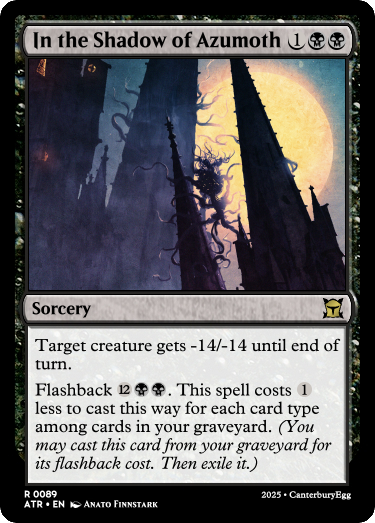 In the Shadow of Azumoth 1
Sorcery
Target creature gets -14/-14 until end of
turn.
Flashback 12. This spell costs 1
less to cast this way for each card type
among cards in your graveyard. (You
may cast this card from your graveyard for
its flashback cost. Then exile it.)
R 0089
ATR • EN Anato Finnstark
2025 • CanterburyEgg